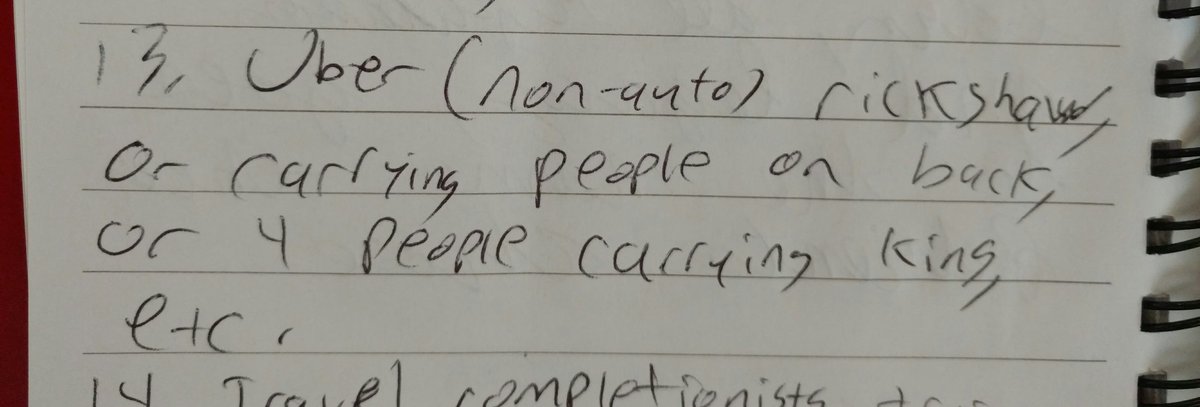 13. Uber (non-auto) rickshaw,
or carrying people on back,
or 4 people carrying king,
etc.
14 Travel completionists